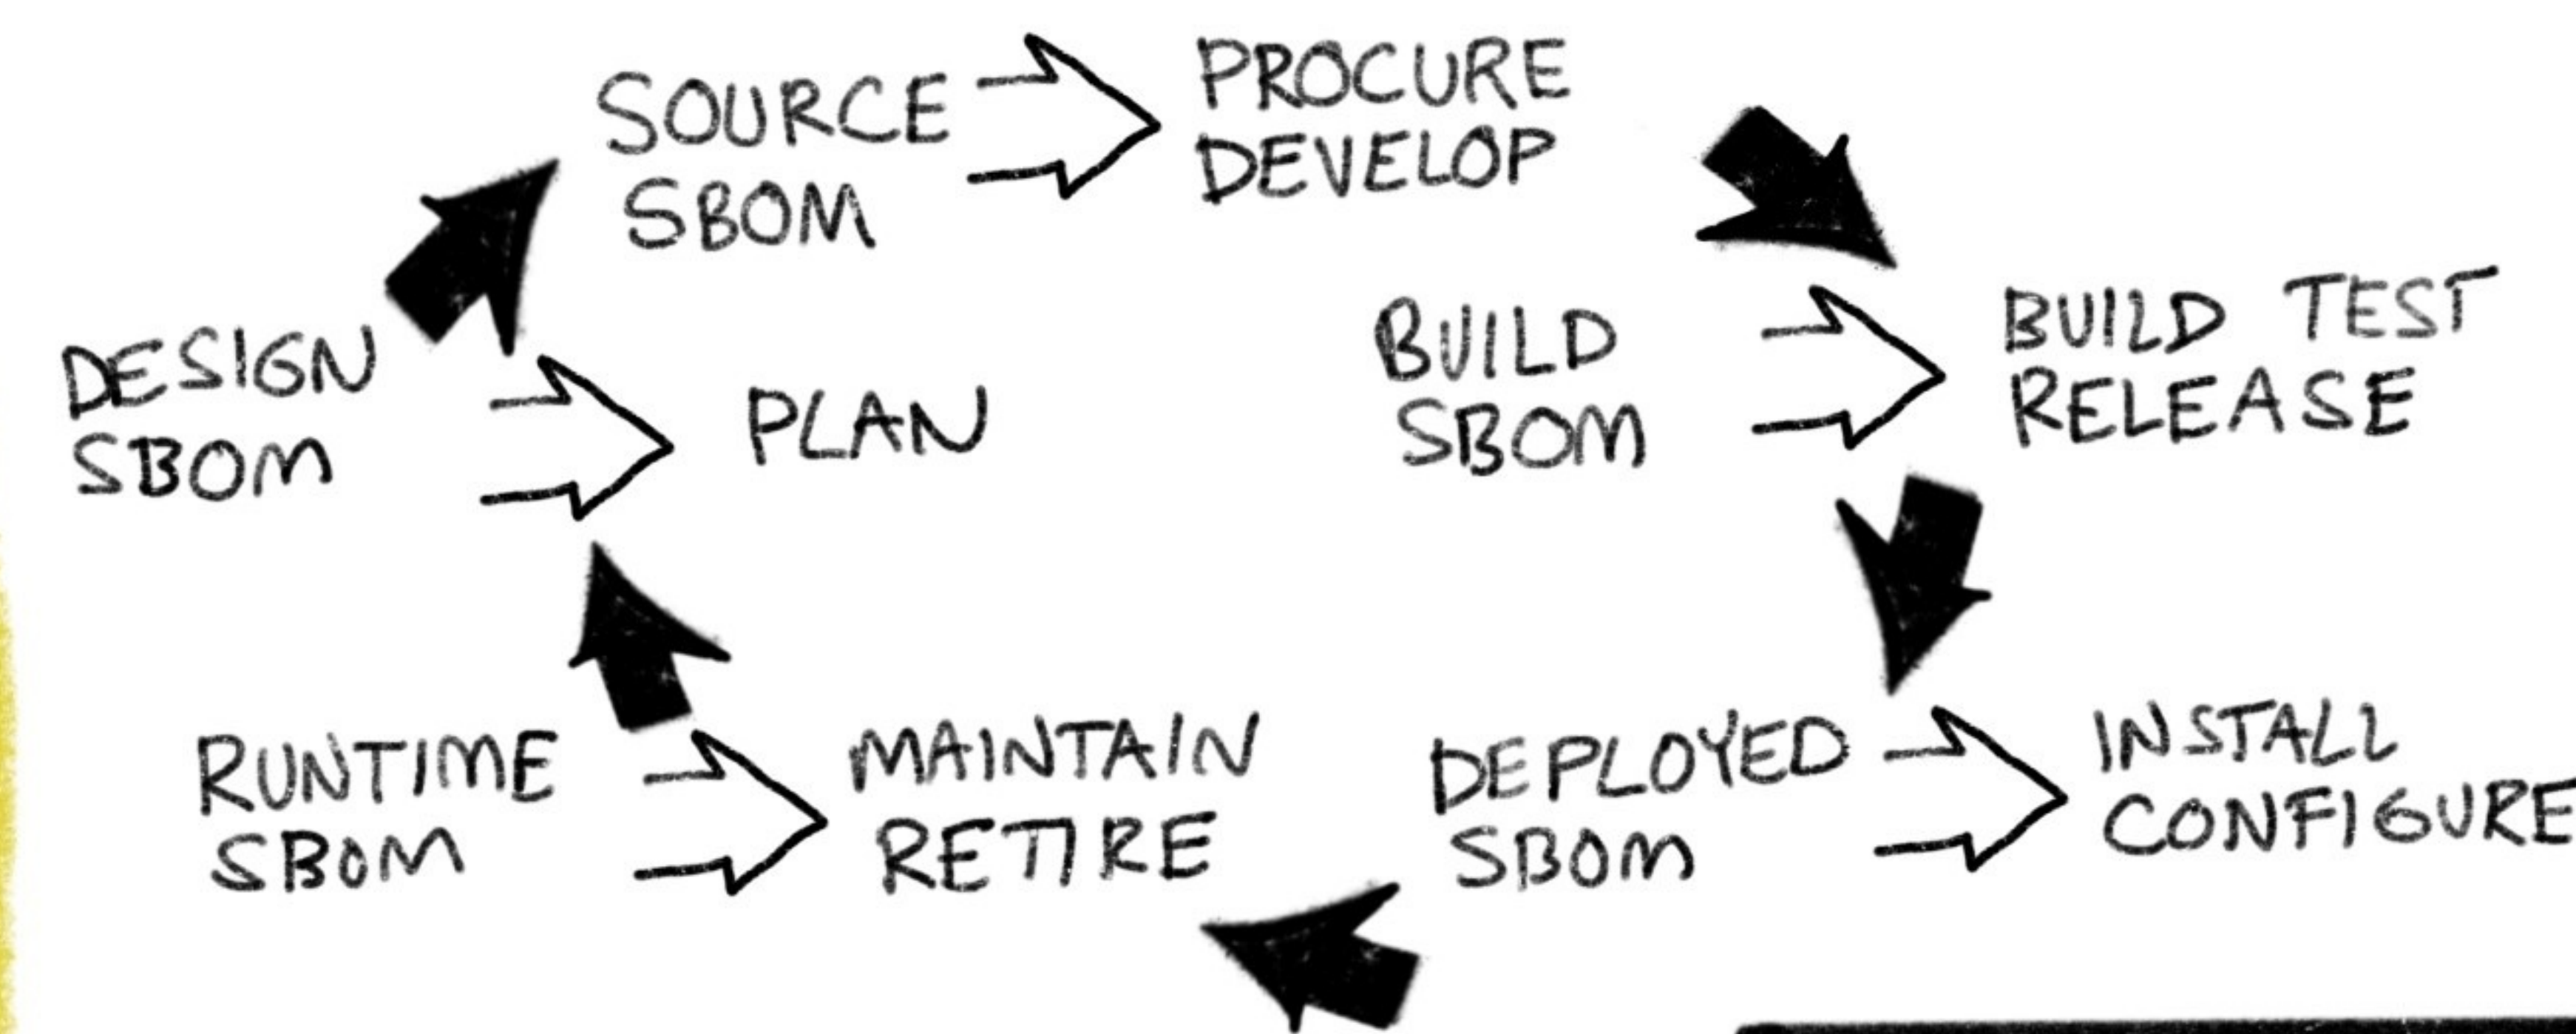 SOURCE
SBOM
PROCURE
DEVELOP
DESIGN
SBOM
PLAN
BUILD
SBOM
BUILD TEST
RELEASE
RUNTIME
SBOM
MAINTAIN
RETIRE
DEPLOYED
SBOM
INSTALL
CONFIGURE